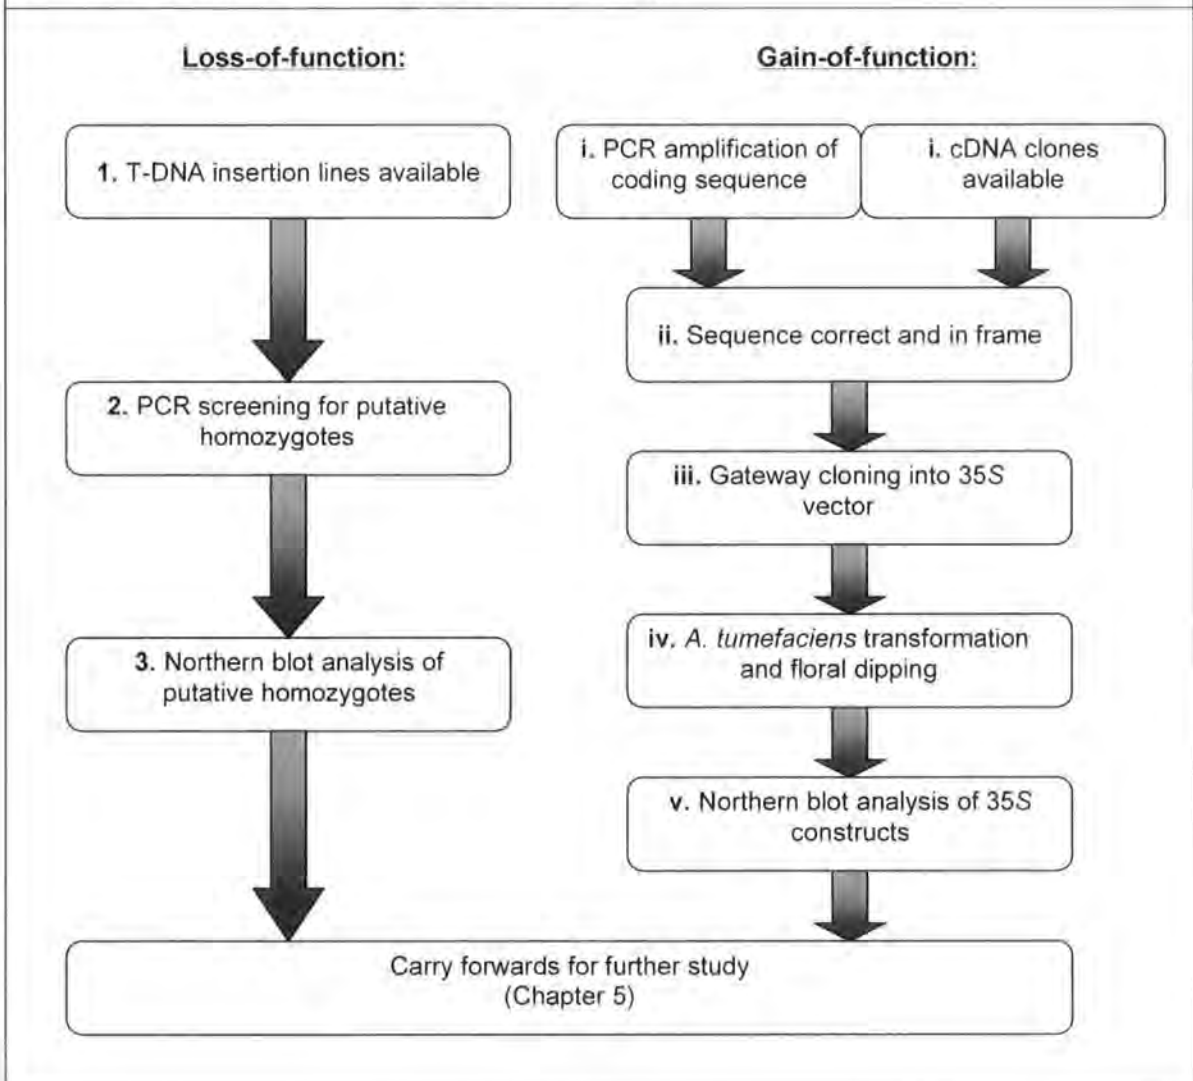 Loss-of-function:
1. T-DNA insertion lines available
2. PCR screening for putative
homozygotes
3. Northern blot analysis of
putative homozygotes
Gain-of-function:
i. PCR amplification of
coding sequence
i. cDNA clones
available
ii. Sequence correct and in frame
iii. Gateway cloning into 35S
vector
iv. A. tumefaciens transformation
and floral dipping
v. Northern blot analysis of 35S
constructs
Carry forwards for further study
(Chapter 5)